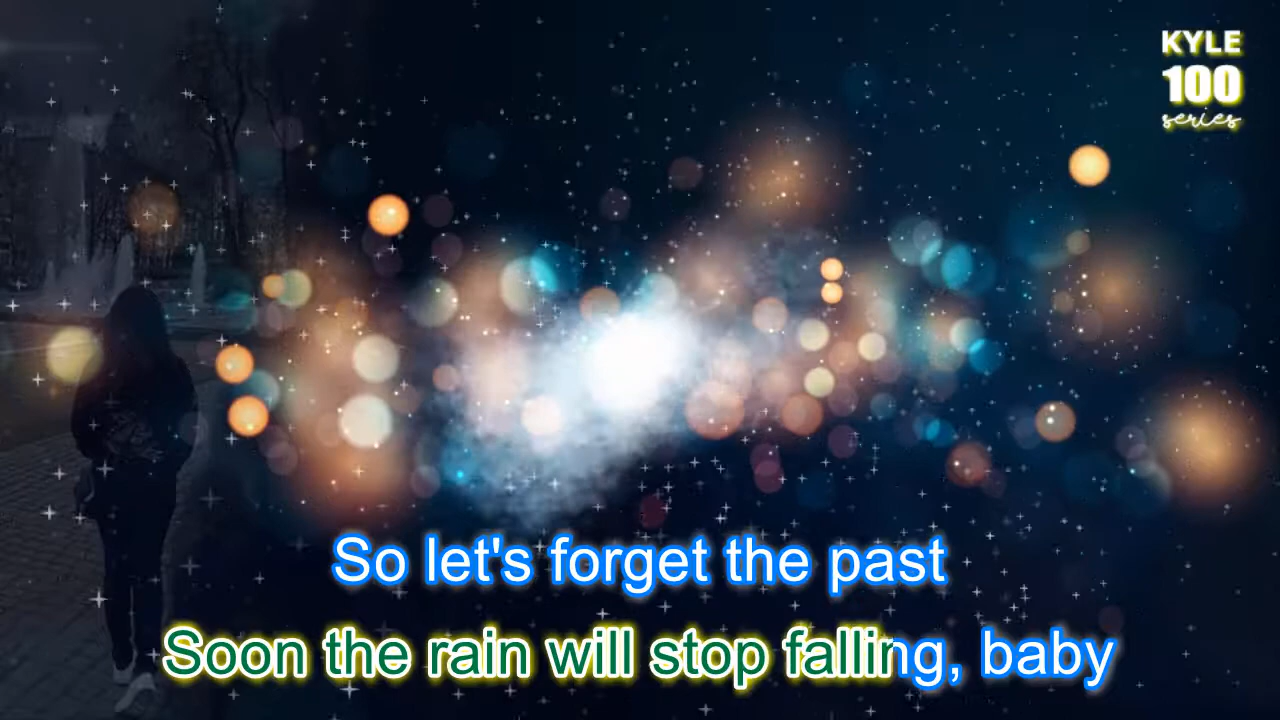 KYLE
100
series
So let's forget the past
Soon the rain will stop falling, baby